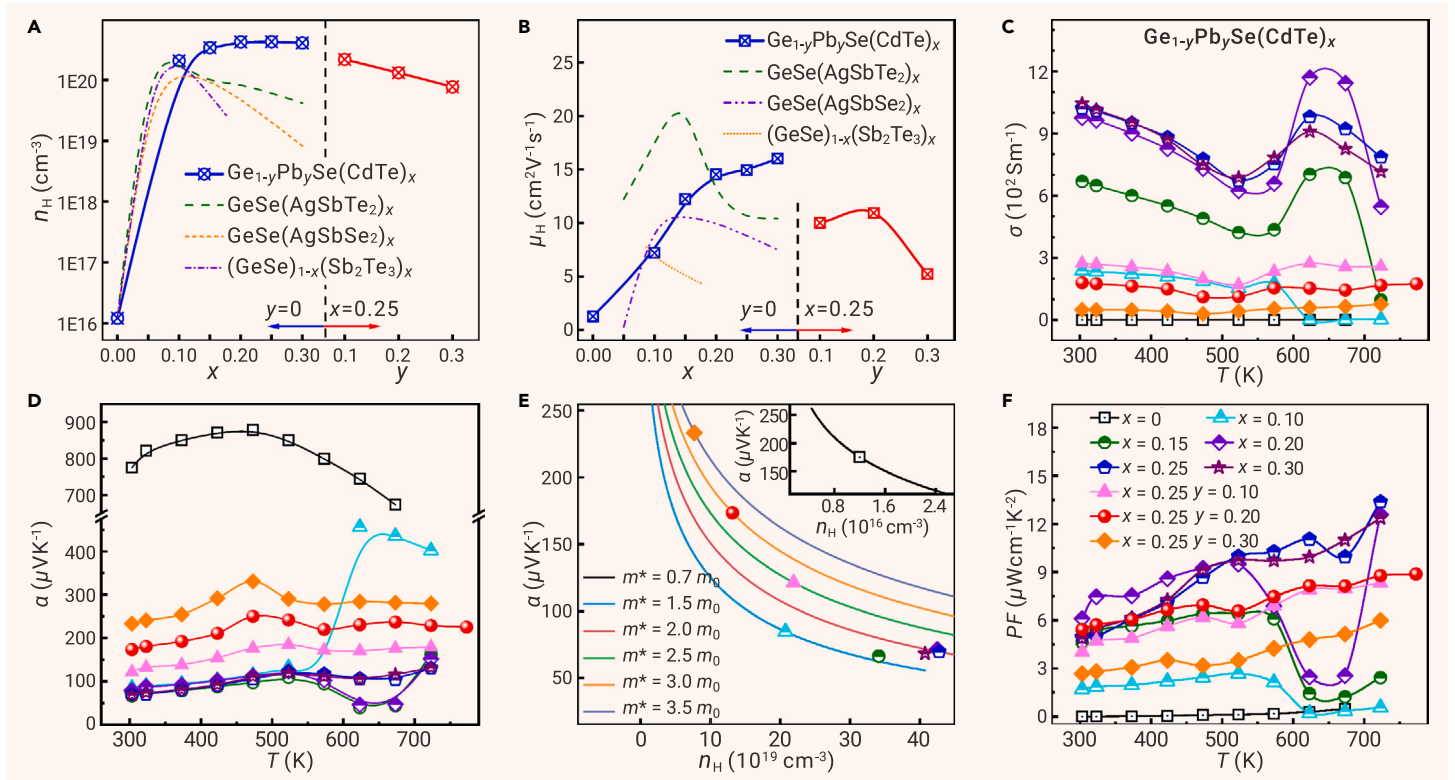 A
n_H (cm⁻³)
1E20
1E19
1E18
1E17
1E16
Ge₁₋yPbySe(CdTe)x
GeSe(AgSbTe₂)x
GeSe(AgSbSe₂)x
(GeSe)₁₋x(Sb₂Te₃)x
y=0
x=0.25
0.00 0.10 0.20 0.30 0.1 0.2 0.3
x y
B
μ_H (cm2V⁻¹s⁻¹)
25
20
15
10
5
0
Ge₁₋yPbySe(CdTe)x
GeSe(AgSbTe₂)x
GeSe(AgSbSe₂)x
(GeSe)₁₋x(Sb₂Te₃)x
y=0
x=0.25
0.00 0.10 0.20 0.30 0.1 0.2 0.3
x y
C
Ge₁₋yPbySe(CdTe)x
σ (10² Sm⁻¹)
12
9
6
3
0
300 400 500 600 700
T (K)
D
α (μVK⁻¹)
900
800
700
400
300
200
100
0
300 400 500 600 700
T (K)
E
α (μVK⁻¹)
250
200
150
100
50
m* = 0.7 m₀
m* = 1.5 m₀
m* = 2.0 m₀
m* = 2.5 m₀
m* = 3.0 m₀
m* = 3.5 m₀
α (μVK⁻¹)
250
200
150
0.8 1.6 2.4
n_H (10¹⁶ cm⁻³)
0 10 20 30 40
n_H (10¹⁹ cm⁻³)
F
PF (μWcm⁻¹K⁻²)
18
15
12
9
6
3
0
x = 0 x = 0.10
x = 0.15 x = 0.20
x = 0.25 x = 0.30
x = 0.25 y = 0.10
x = 0.25 y = 0.20
x = 0.25 y = 0.30
300 400 500 600 700
T (K)